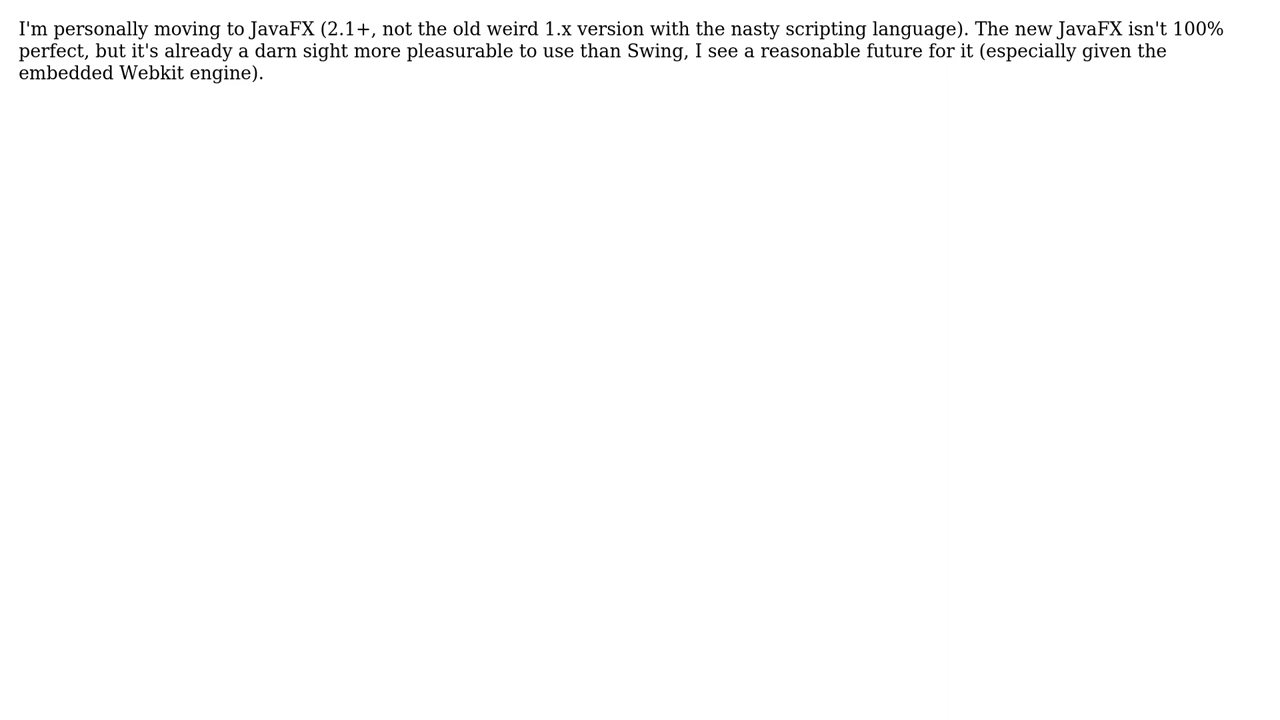 I'm personally moving to JavaFX (2.1+, not the old weird 1.x version with the nasty scripting language). The new JavaFX isn't 100%
perfect, but it's already a darn sight more pleasurable to use than Swing, I see a reasonable future for it (especially given the
embedded Webkit engine).